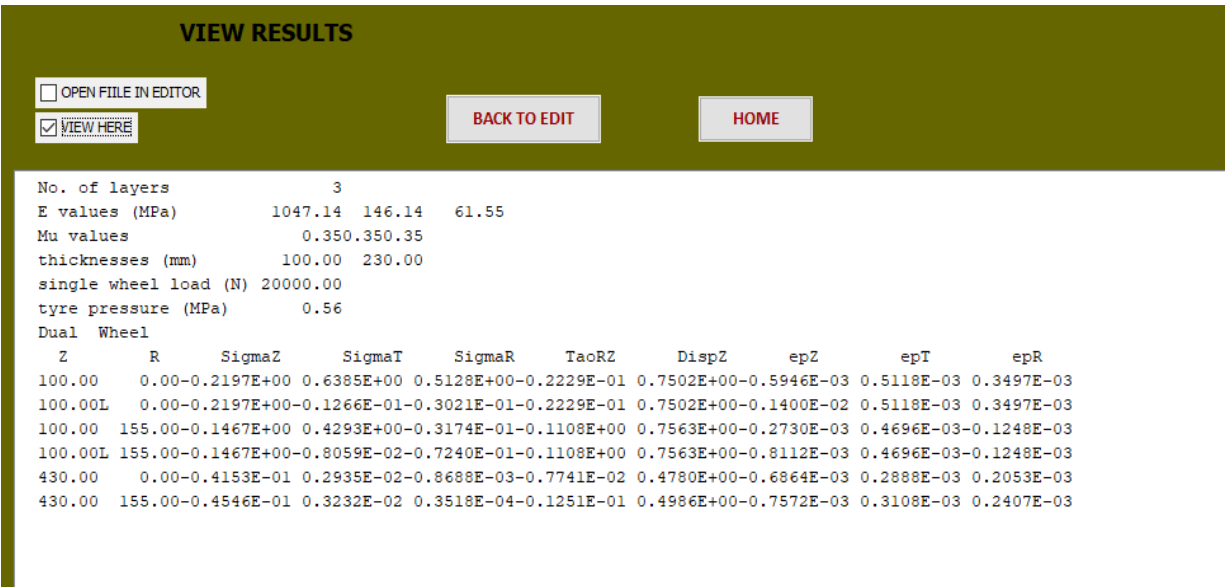 VIEW RESULTS
OPEN FIILE IN EDITOR
VIEW HERE
BACK TO EDIT
HOME
No. of layers 3
E values (MPa) 1047.14 146.14 61.55
Mu values 0.350.350.35
thicknesses (mm) 100.00 230.00
single wheel load (N) 20000.00
tyre pressure (MPa) 0.56
Dual Wheel
Z R SigmaZ SigmaT SigmaR TaoRZ DispZ epZ epT epR
100.00 0.00-0.2197E+00 0.6385E+00 0.5128E+00-0.2229E-01 0.7502E+00-0.5946E-03 0.5118E-03 0.3497E-03
100.00L 0.00-0.2197E+00-0.1266E-01-0.3021E-01-0.2229E-01 0.7502E+00-0.1400E-02 0.5118E-03 0.3497E-03
100.00 155.00-0.1467E+00 0.4293E+00-0.3174E-01-0.1108E+00 0.7563E+00-0.2730E-03 0.4696E-03-0.1248E-03
100.00L 155.00-0.1467E+00-0.8059E-02-0.7240E-01-0.1108E+00 0.7563E+00-0.8112E-03 0.4696E-03-0.1248E-03
430.00 0.00-0.4153E-01 0.2935E-02-0.8688E-03-0.7741E-02 0.4780E+00-0.6864E-03 0.2888E-03 0.2053E-03
430.00 155.00-0.4546E-01 0.3232E-02 0.3518E-04-0.1251E-01 0.4986E+00-0.7572E-03 0.3108E-03 0.2407E-03